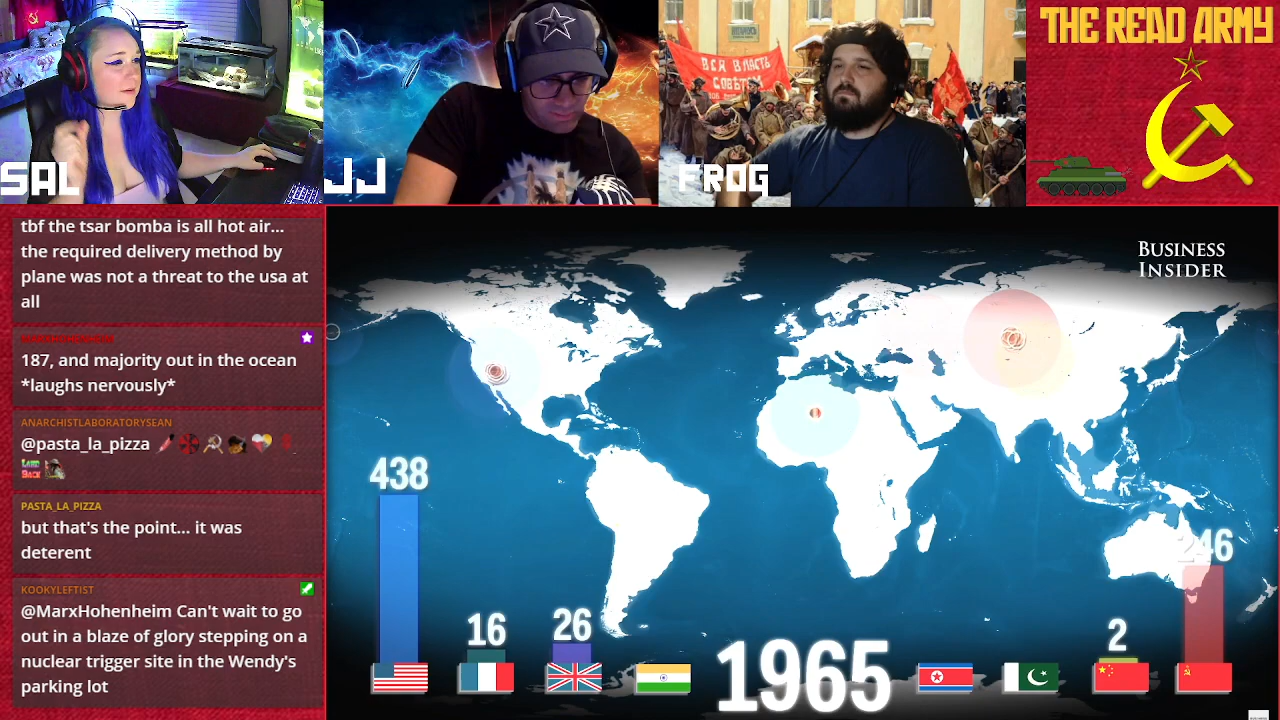 THE READ ARMY
ВСЯ ВЛАСТЬ
СОВѢТАМ
SAL
JJ
FROG
tbf the tsar bomba is all hot air...
the required delivery method by
plane was not a threat to the usa at
all
187, and majority out in the ocean
*laughs nervously*
ANARCHISTLABORATORYSEAN
@pasta_la_pizza
PASTA_LA_PIZZA
but that's the point... it was
deterent
KOOKYLEFTIST
@MarxHohenheim Can't wait to go
out in a blaze of glory stepping on a
nuclear trigger site in the Wendy's
parking lot
BUSINESS
INSIDER
438
16
26
1965
2
246